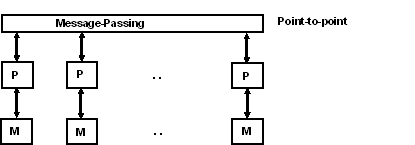 Message-Passing Point-to-point
P P . . P
M M . . M